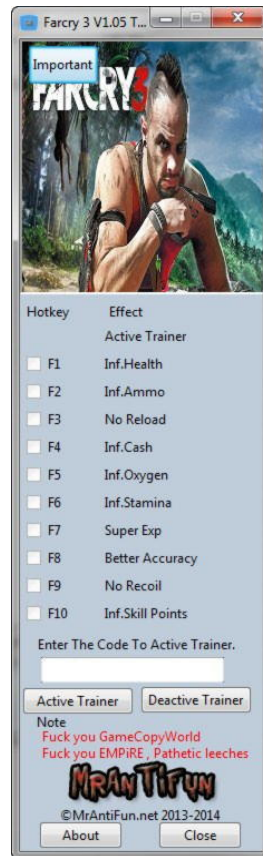 Farcry 3 V1.05 T...
Important
FARCRY3
Hotkey Effect
Active Trainer
F1 Inf.Health
F2 Inf.Ammo
F3 No Reload
F4 Inf.Cash
F5 Inf.Oxygen
F6 Inf.Stamina
F7 Super Exp
F8 Better Accuracy
F9 No Recoil
F10 Inf.Skill Points
Enter The Code To Active Trainer.
Active Trainer Deactive Trainer
Note
Fuck you GameCopyWorld
Fuck you EMPiRE , Pathetic leeches
MRANTIFUN
©MrAntiFun.net 2013-2014
About Close